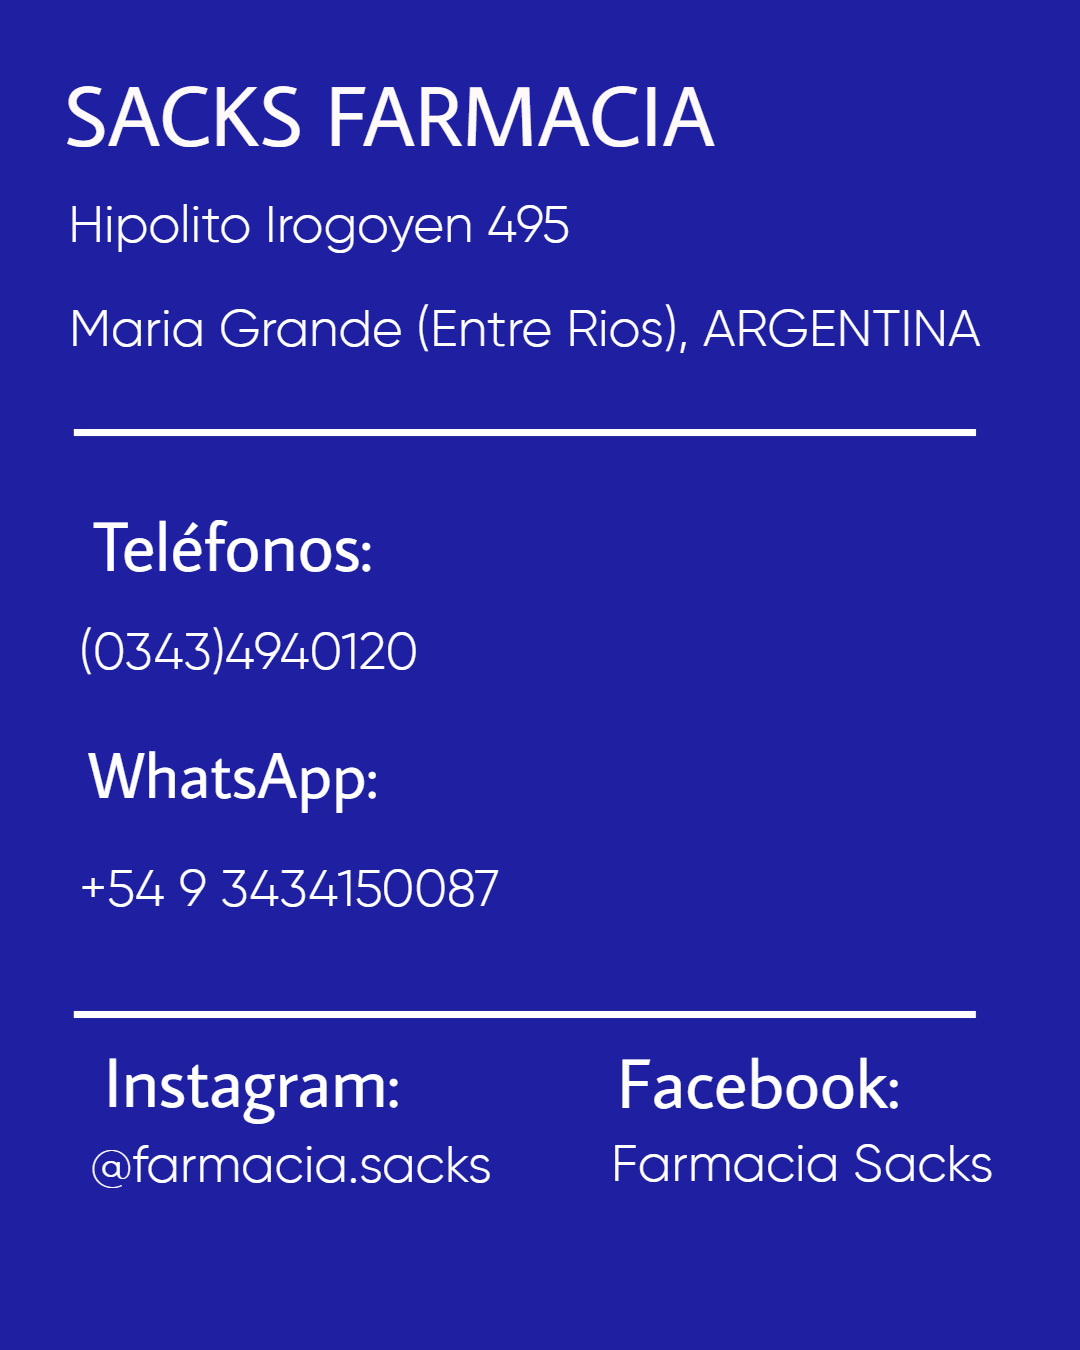 SACKS FARMACIA
Hipolito Irogoyen 495
Maria Grande (Entre Rios), ARGENTINA
Teléfonos:
(0343)4940120
WhatsApp:
+54 9 3434150087
Instagram:
@farmacia.sacks
Facebook:
Farmacia Sacks